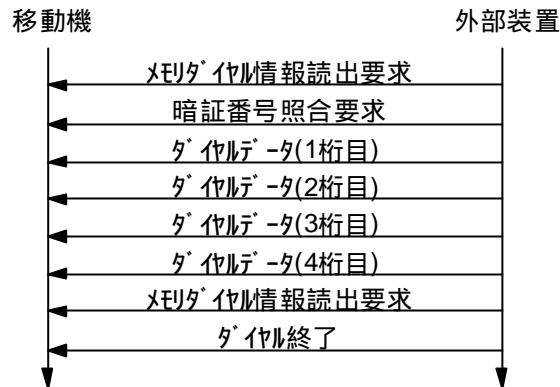 移動機 外部装置
メモリダイヤル情報読出要求
暗証番号照合要求
ダイヤルデータ(1桁目)
ダイヤルデータ(2桁目)
ダイヤルデータ(3桁目)
ダイヤルデータ(4桁目)
メモリダイヤル情報読出要求
ダイヤル終了